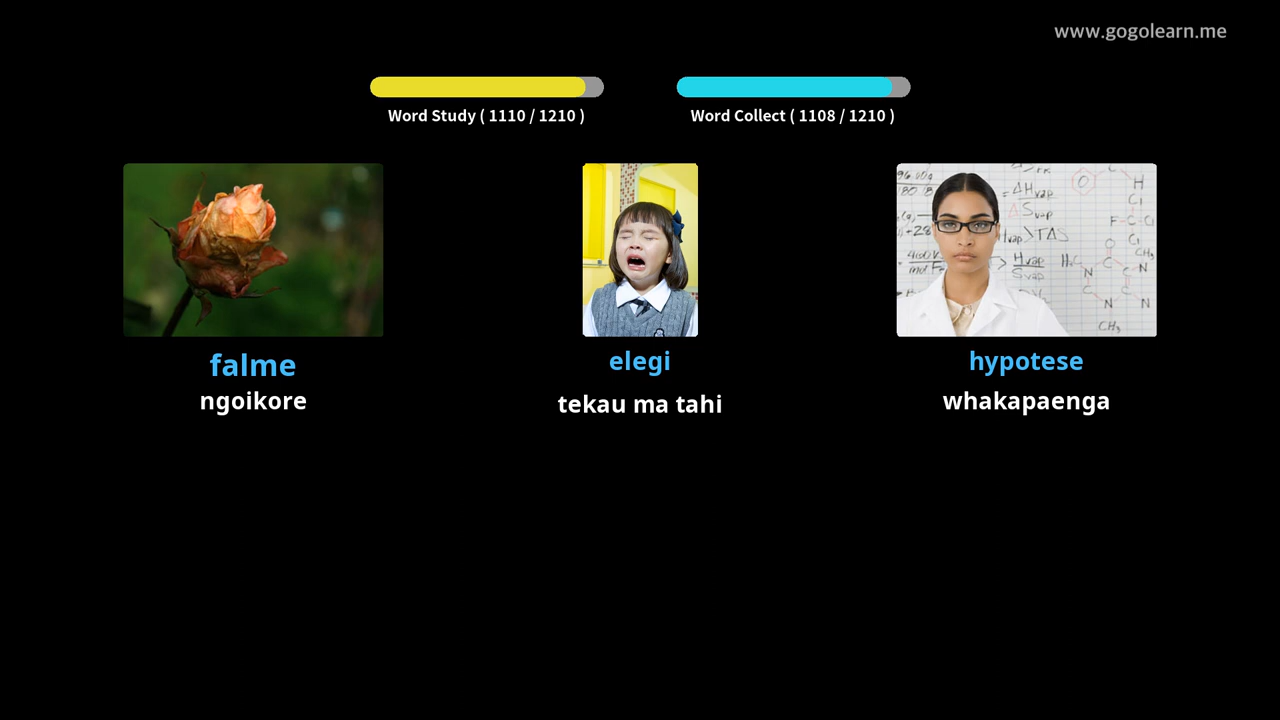 www.gogolearn.me
Word Study ( 1110 / 1210 )
Word Collect ( 1108 / 1210 )
falme
ngoikore
elegi
tekau ma tahi
hypotese
whakapaenga